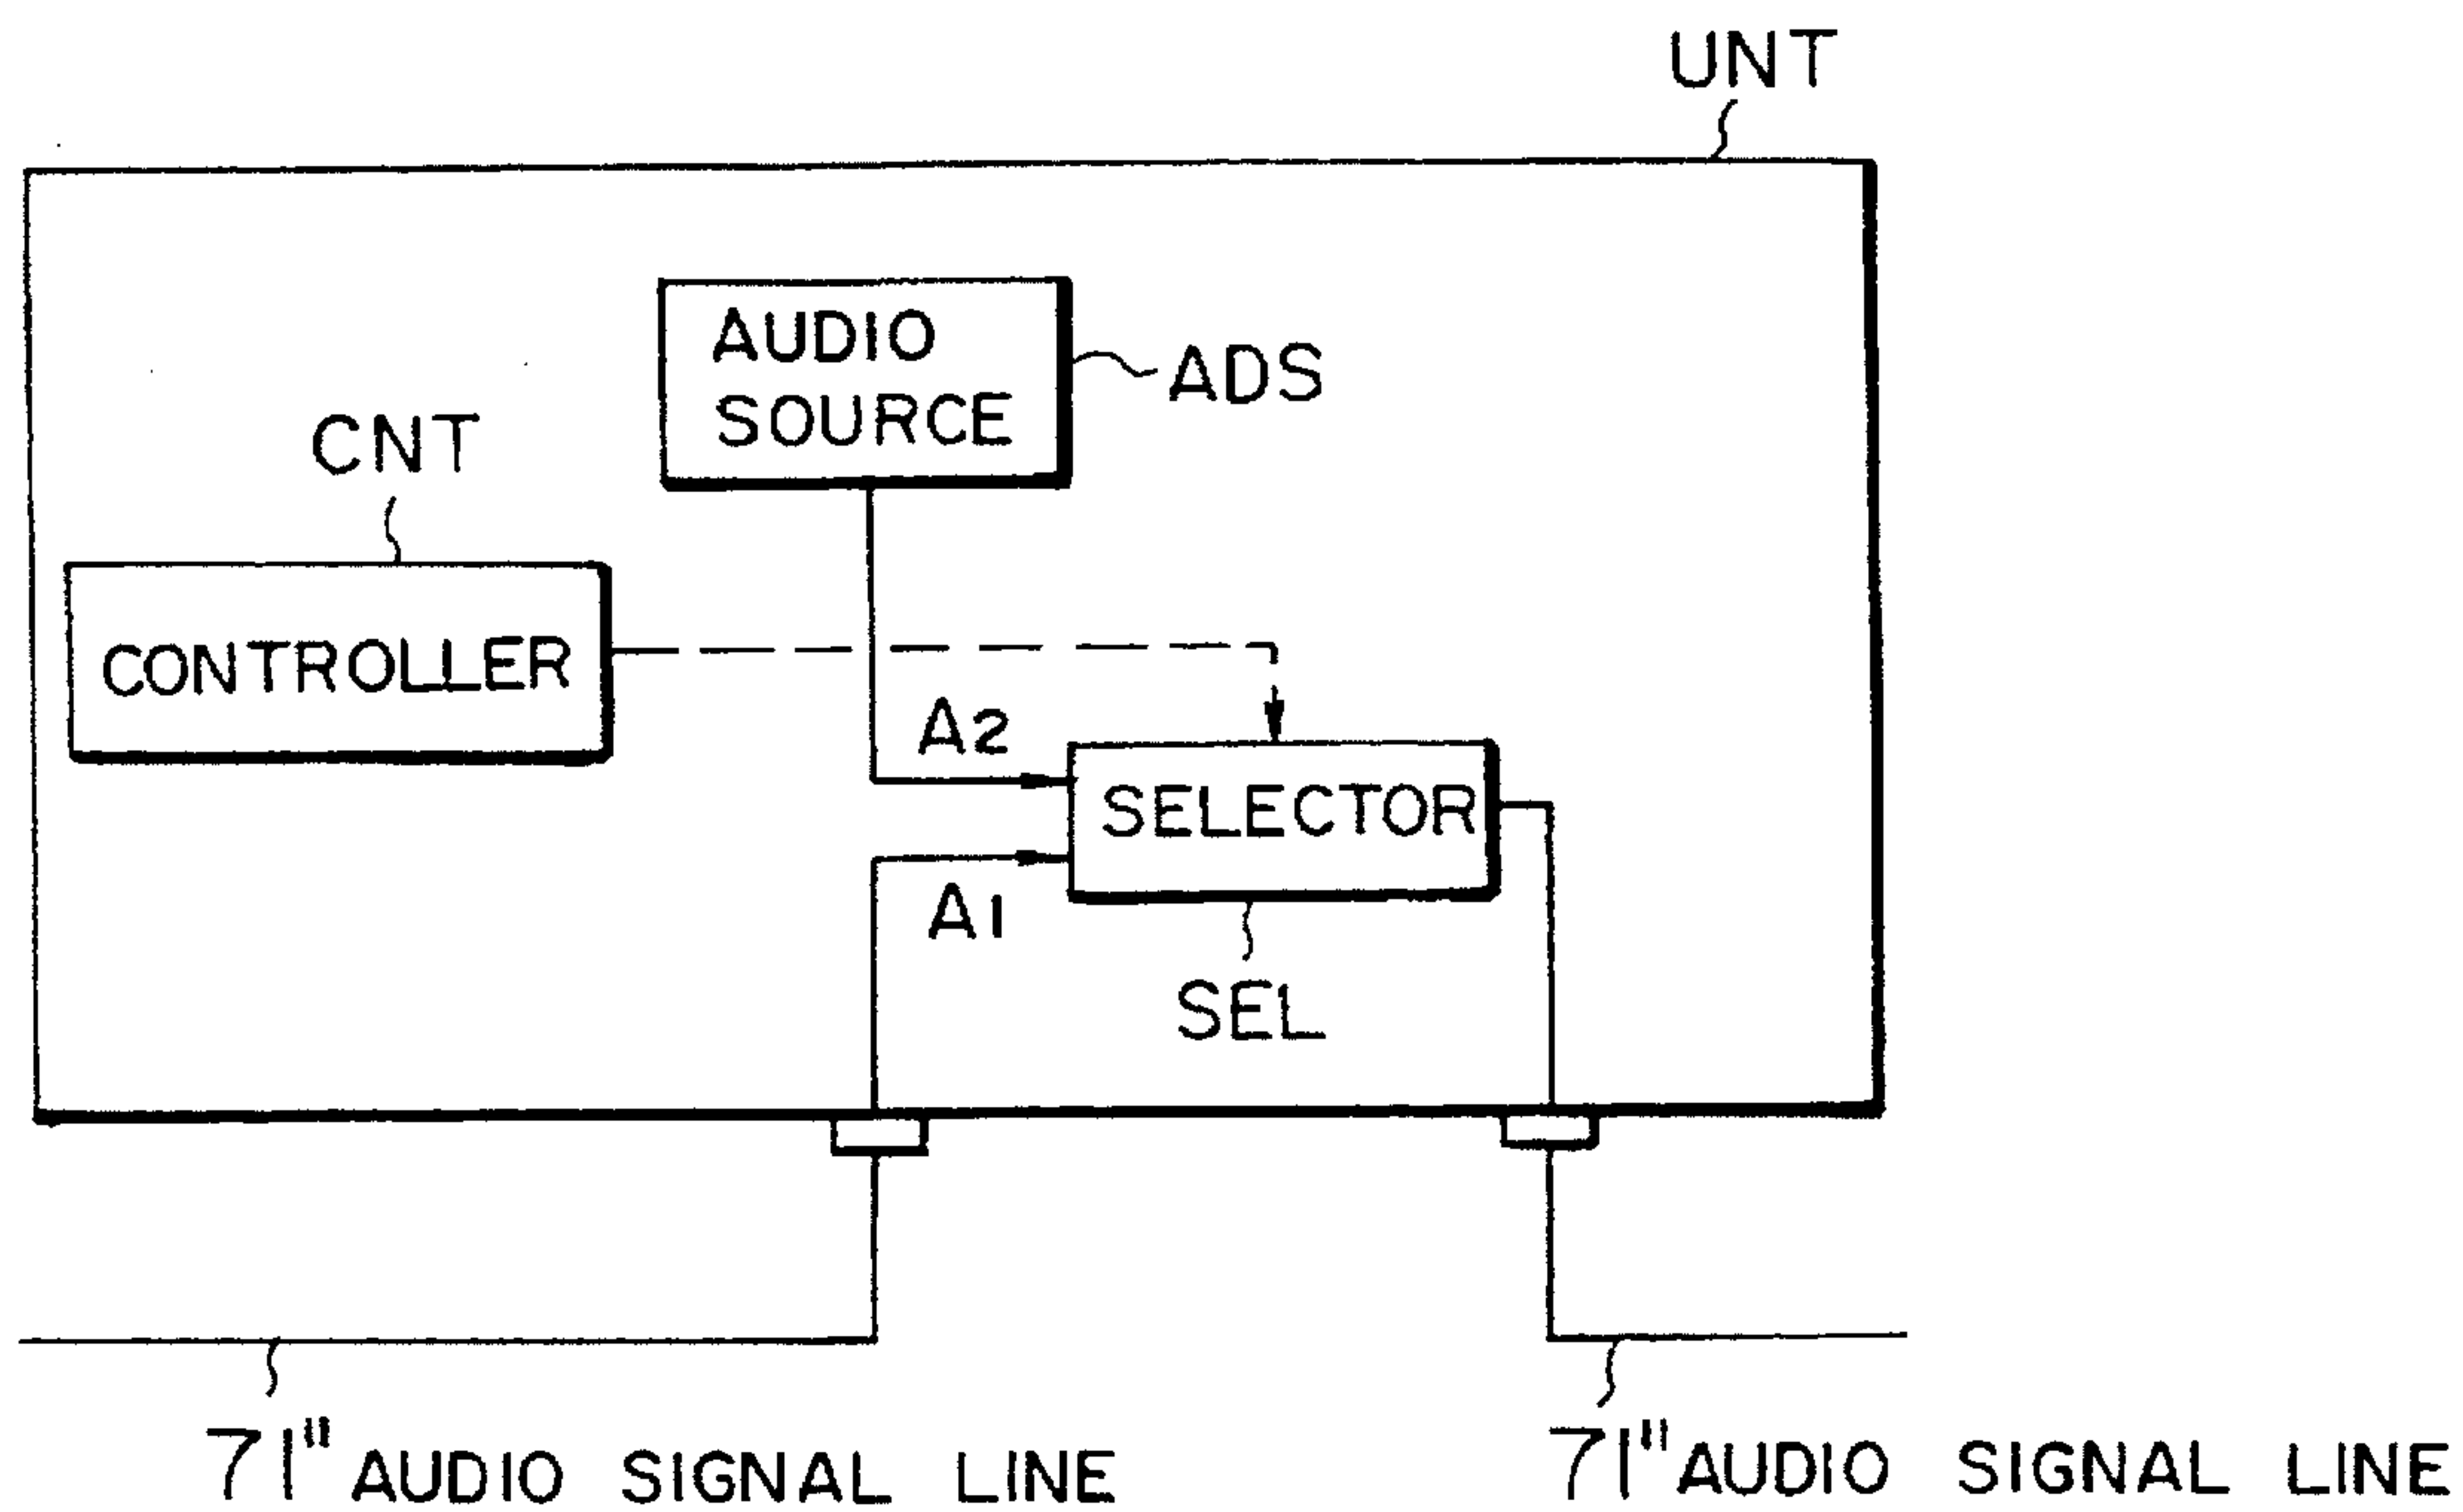 UNT
AUDIO
SOURCE
ADS
CNT
CONTROLLER
A2
SELECTOR
A1
SEL
71" AUDIO SIGNAL LINE
71" AUDIO SIGNAL LINE